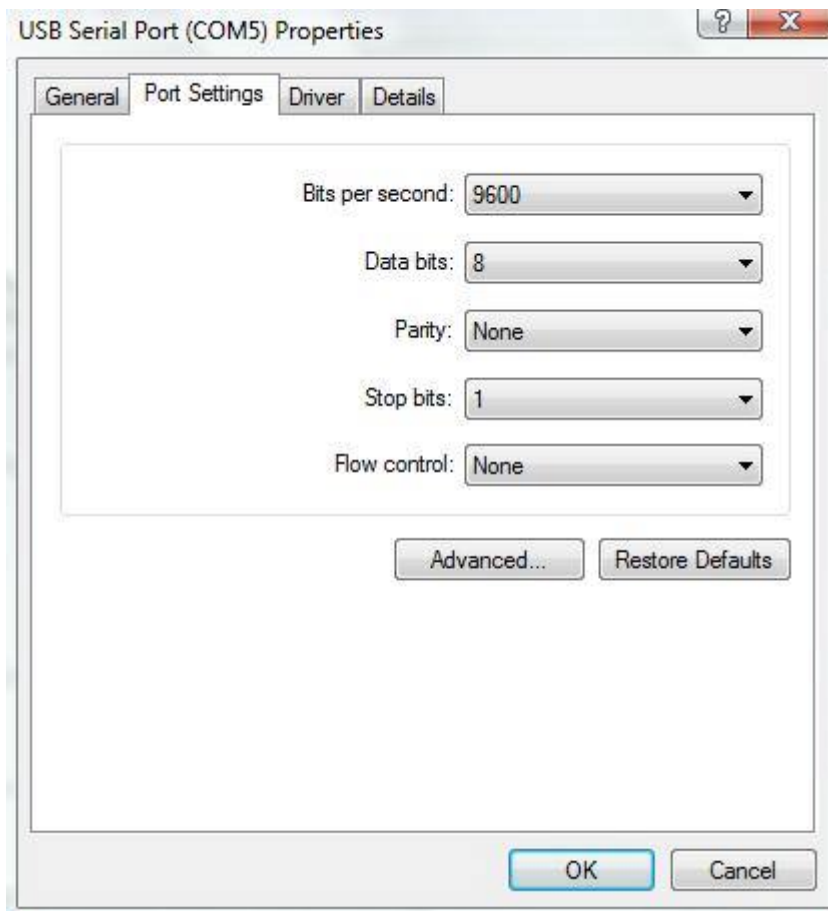 USB Serial Port (COM5) Properties
General Port Settings Driver Details
Bits per second: 9600
Data bits: 8
Parity: None
Stop bits: 1
Flow control: None
Advanced... Restore Defaults
OK Cancel